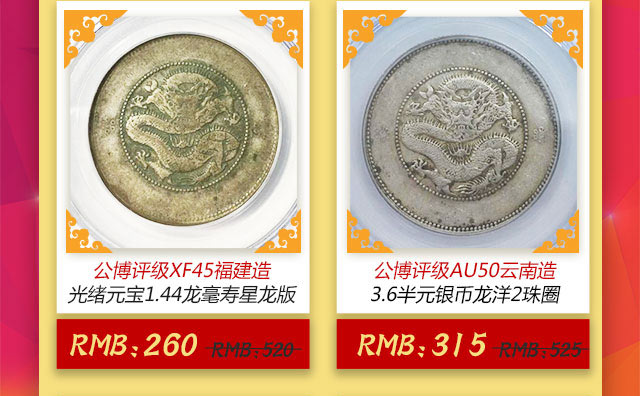 公博评级XF45福建造
光绪元宝1.44龙毫寿星龙版
RMB:260 RMB:520
公博评级AU50云南造
3.6半元银币龙洋2珠圈
RMB:315 RMB:525